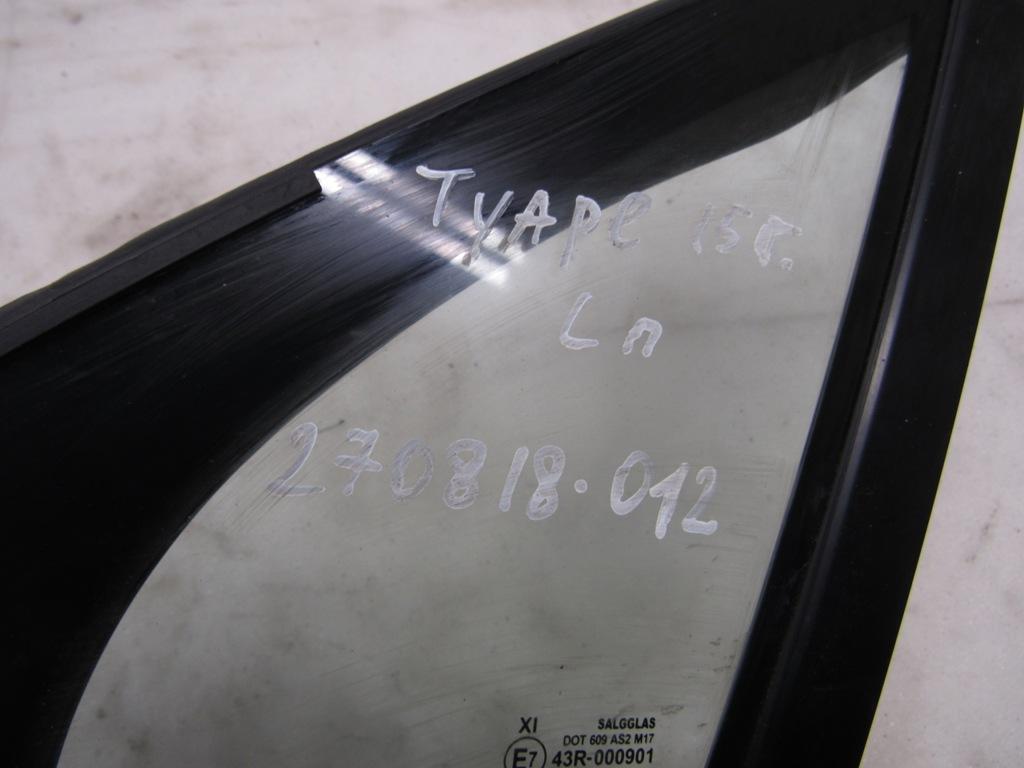 Туаре 15г.
Lп
270818.012
XI SALGGLAS
DOT 609 AS2 M17
E7 43R-000901